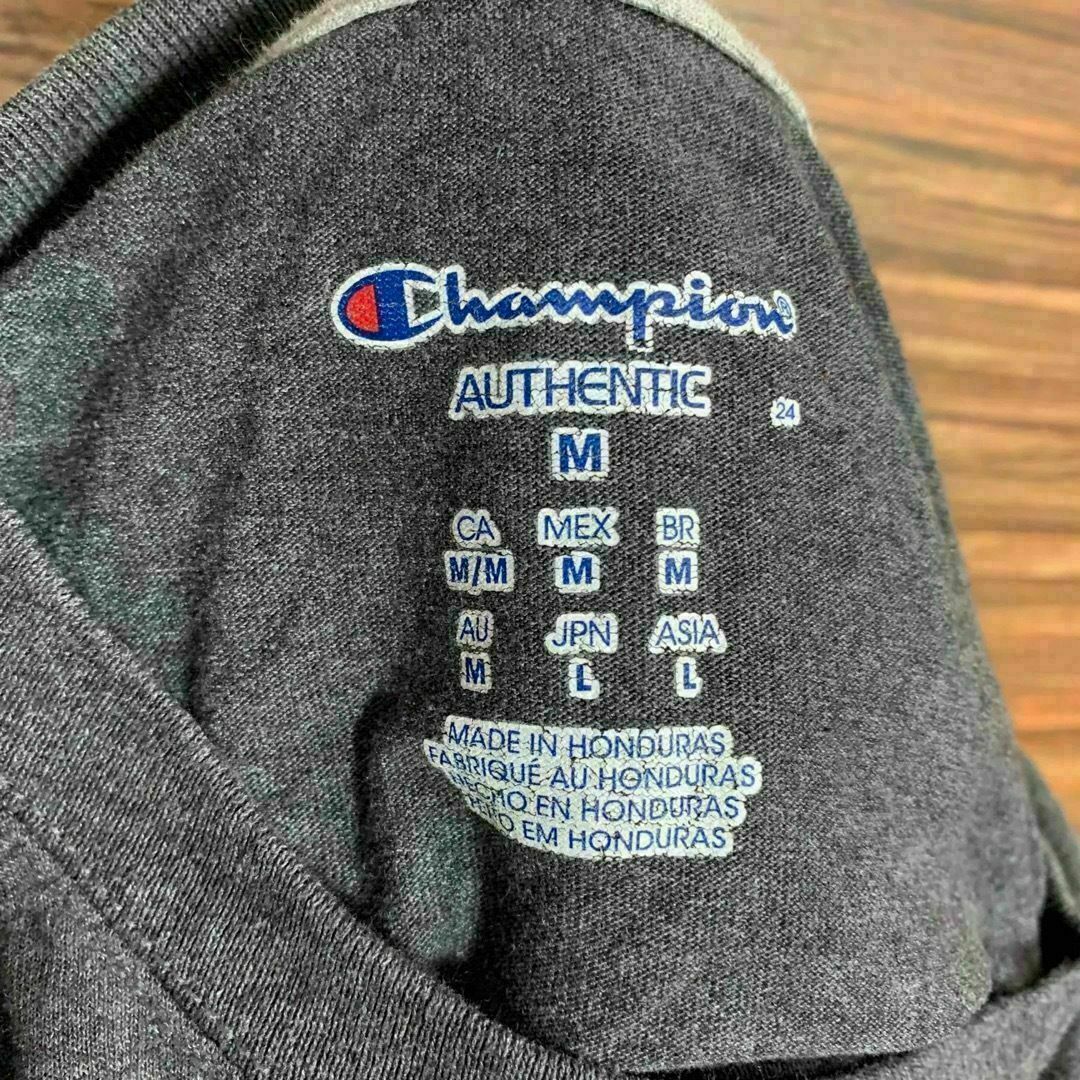 Champion®
AUTHENTIC
24
M
CA MEX BR
M/M M M
AU JPN ASIA
M L L
MADE IN HONDURAS
FABRIQUÉ AU HONDURAS
HECHO EN HONDURAS
EM HONDURAS